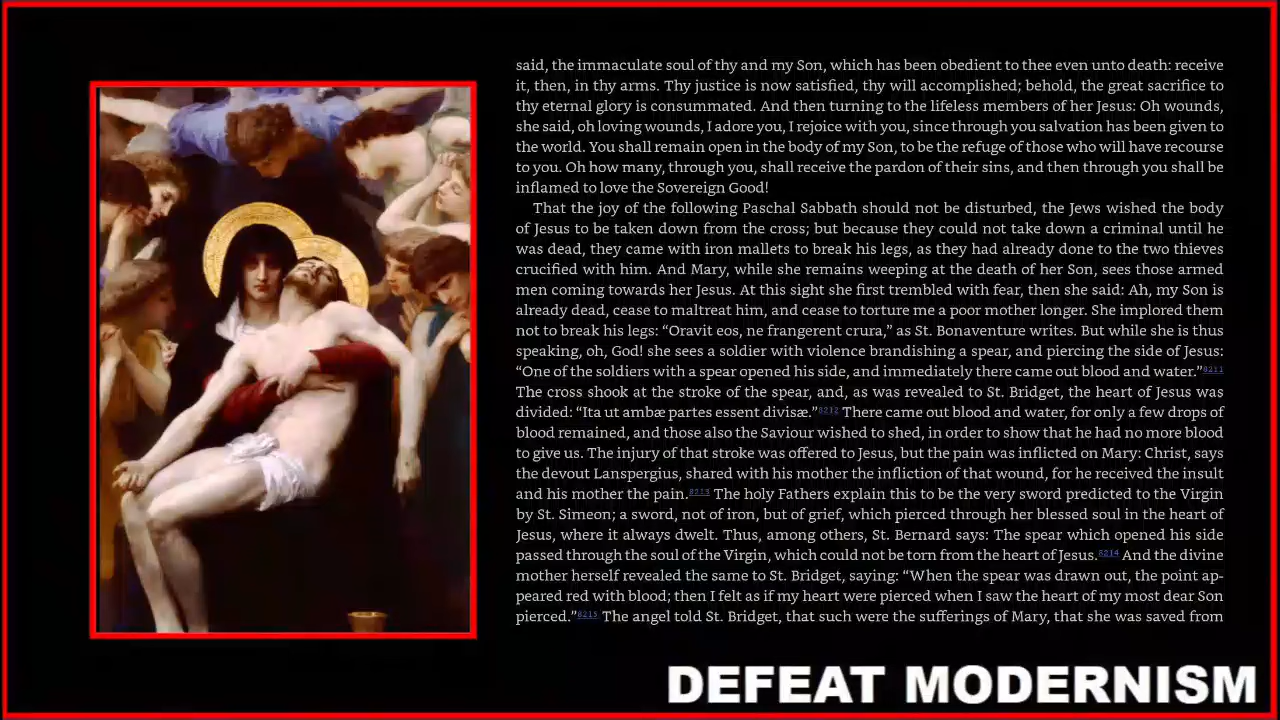 said, the immaculate soul of thy and my Son, which has been obedient to thee even unto death: receive
it, then, in thy arms. Thy justice is now satisfied, thy will accomplished; behold, the great sacrifice to
thy eternal glory is consummated. And then turning to the lifeless members of her Jesus: Oh wounds,
she said, oh loving wounds, I adore you, I rejoice with you, since through you salvation has been given to
the world. You shall remain open in the body of my Son, to be the refuge of those who will have recourse
to you. Oh how many, through you, shall receive the pardon of their sins, and then through you shall be
inflamed to love the Sovereign Good!
That the joy of the following Paschal Sabbath should not be disturbed, the Jews wished the body
of Jesus to be taken down from the cross; but because they could not take down a criminal until he
was dead, they came with iron mallets to break his legs, as they had already done to the two thieves
crucified with him. And Mary, while she remains weeping at the death of her Son, sees those armed
men coming towards her Jesus. At this sight she first trembled with fear, then she said: Ah, my Son is
already dead, cease to maltreat him, and cease to torture me a poor mother longer. She implored them
not to break his legs: “Oravit eos, ne frangerent crura,” as St. Bonaventure writes. But while she is thus
speaking, oh, God! she sees a soldier with violence brandishing a spear, and piercing the side of Jesus:
“One of the soldiers with a spear opened his side, and immediately there came out blood and water.”8211
The cross shook at the stroke of the spear, and, as was revealed to St. Bridget, the heart of Jesus was
divided: “Ita ut ambæ partes essent divisæ.”8212 There came out blood and water, for only a few drops of
blood remained, and those also the Saviour wished to shed, in order to show that he had no more blood
to give us. The injury of that stroke was offered to Jesus, but the pain was inflicted on Mary: Christ, says
the devout Lanspergius, shared with his mother the infliction of that wound, for he received the insult
and his mother the pain.8213 The holy Fathers explain this to be the very sword predicted to the Virgin
by St. Simeon; a sword, not of iron, but of grief, which pierced through her blessed soul in the heart of
Jesus, where it always dwelt. Thus, among others, St. Bernard says: The spear which opened his side
passed through the soul of the Virgin, which could not be torn from the heart of Jesus.8214 And the divine
mother herself revealed the same to St. Bridget, saying: “When the spear was drawn out, the point ap-
peared red with blood; then I felt as if my heart were pierced when I saw the heart of my most dear Son
pierced.”8215 The angel told St. Bridget, that such were the sufferings of Mary, that she was saved from
DEFEAT MODERNISM